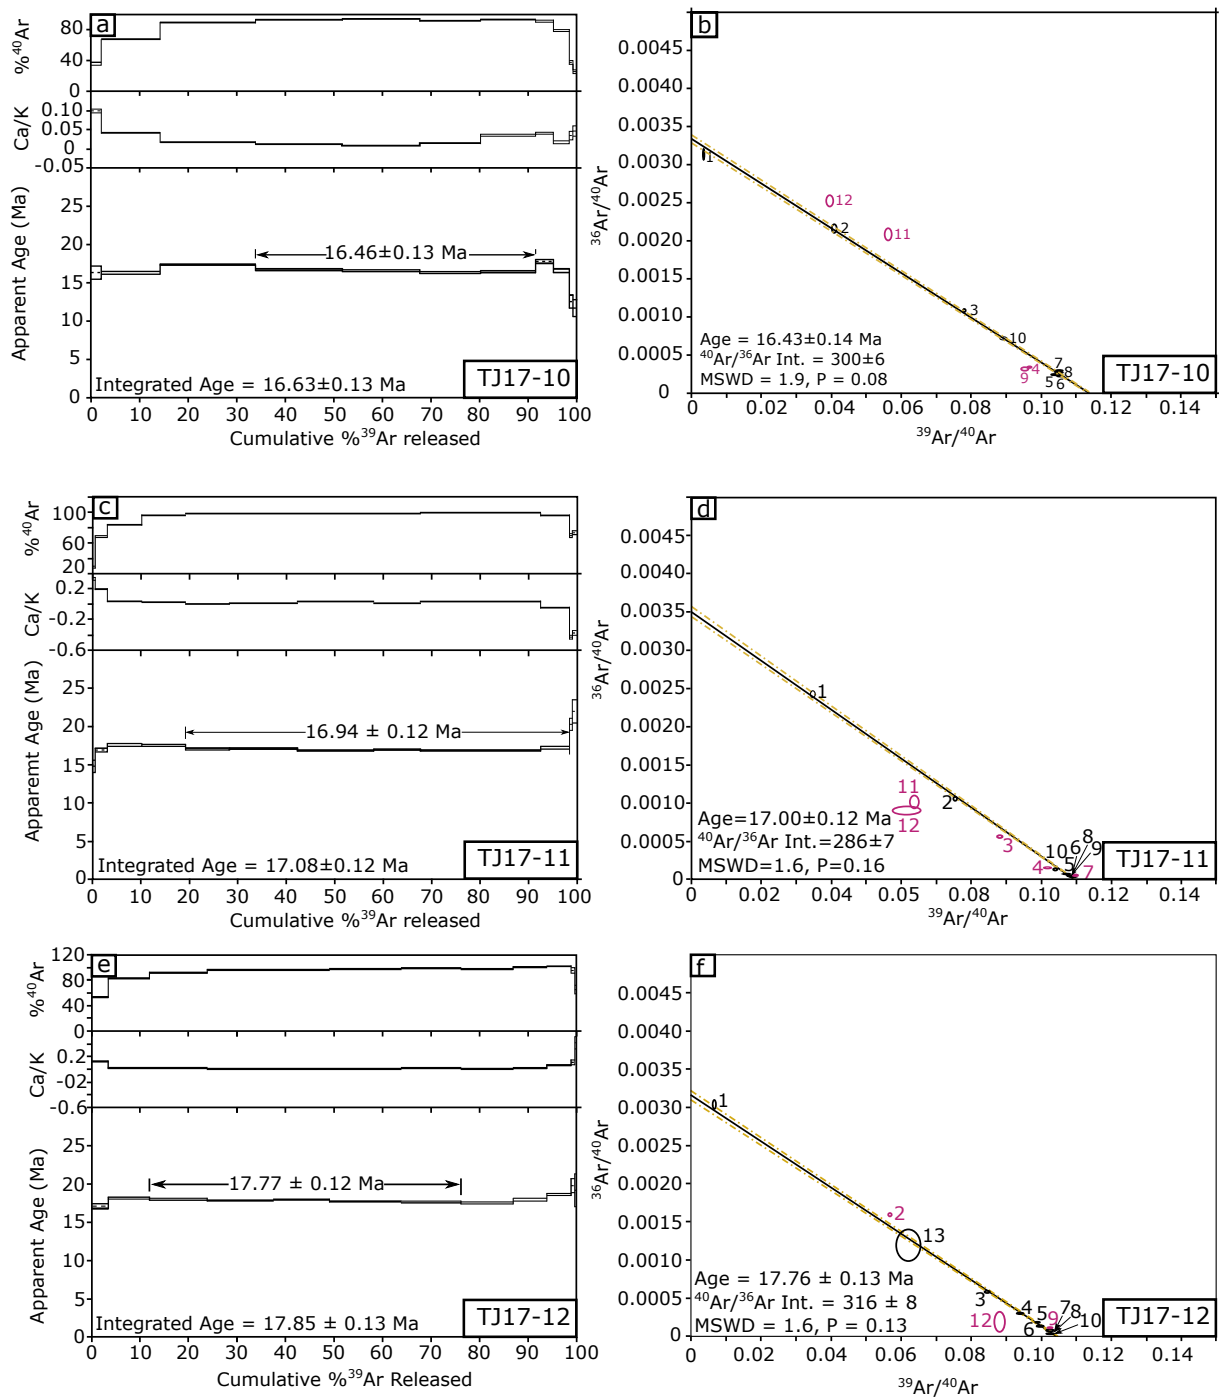 a
%⁴⁰Ar
80
40
0
Ca/K
0.10
0.05
0
-0.05
Apparent Age (Ma)
25
20
15
10
5
0
16.46±0.13 Ma
Integrated Age = 16.63±0.13 Ma
TJ17-10
0 10 20 30 40 50 60 70 80 90 100
Cumulative %³⁹Ar released
b
³⁶Ar/⁴⁰Ar
0.0045
0.0040
0.0035
0.0030
0.0025
0.0020
0.0015
0.0010
0.0005
0
1
12
2
11
3
10
7
4
8
9
5
6
Age = 16.43±0.14 Ma
⁴⁰Ar/³⁶Ar Int. = 300±6
MSWD = 1.9, P = 0.08
TJ17-10
0 0.02 0.04 0.06 0.08 0.10 0.12 0.14
³⁹Ar/⁴⁰Ar
c
%⁴⁰Ar
100
60
20
Ca/K
0.2
-0.2
-0.6
Apparemt Age (Ma)
25
20
15
10
5
0
16.94 ± 0.12 Ma
Integrated Age = 17.08±0.12 Ma
TJ17-11
0 10 20 30 40 50 60 70 80 90 100
Cumulative %³⁹Ar released
d
³⁶Ar/⁴⁰Ar
0.0045
0.0040
0.0035
0.0030
0.0025
0.0020
0.0015
0.0010
0.0005
0
1
11
2
12
3
8
10
6
9
5
4
7
Age=17.00±0.12 Ma
⁴⁰Ar/³⁶Ar Int.=286±7
MSWD=1.6, P=0.16
TJ17-11
0 0.02 0.04 0.06 0.08 0.10 0.12 0.14
³⁹Ar/⁴⁰Ar
e
%⁴⁰Ar
120
80
40
0
Ca/K
0.2
-02
-0.6
Apparent Age (Ma)
25
20
15
10
5
0
17.77 ± 0.12 Ma
Integrated Age = 17.85 ± 0.13 Ma
TJ17-12
0 10 20 30 40 50 60 70 80 90 100
Cumulative %³⁹Ar Released
f
³⁶Ar/⁴⁰Ar
0.0045
0.0040
0.0035
0.0030
0.0025
0.0020
0.0015
0.0010
0.0005
0
1
2
13
3
4
7
5
9
8
12
6
10
Age = 17.76 ± 0.13 Ma
⁴⁰Ar/³⁶Ar Int. = 316 ± 8
MSWD = 1.6, P = 0.13
TJ17-12
0 0.02 0.04 0.06 0.08 0.10 0.12 0.14
³⁹Ar/⁴⁰Ar